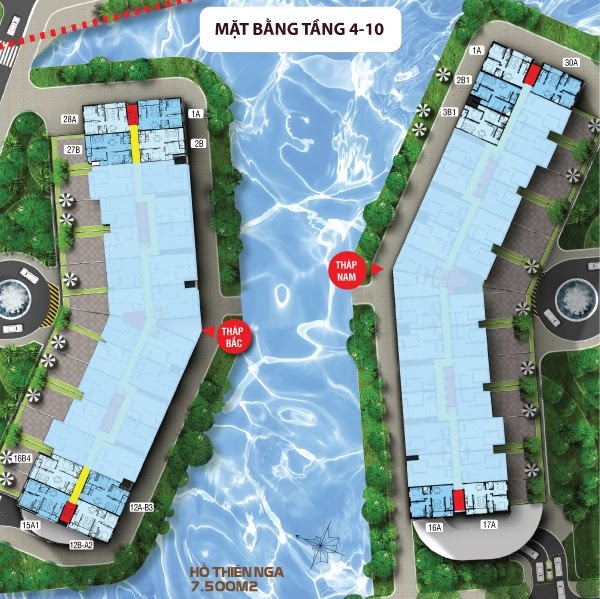 MẶT BẰNG TẦNG 4-10
1A
30A
2B1
3B1
28A
1A
27B
2B
THÁP
NAM
THÁP
BẮC
16B4
12A-B3
15A1
12B-A2
16A
17A
HỒ THIÊN NGA
7.500M2